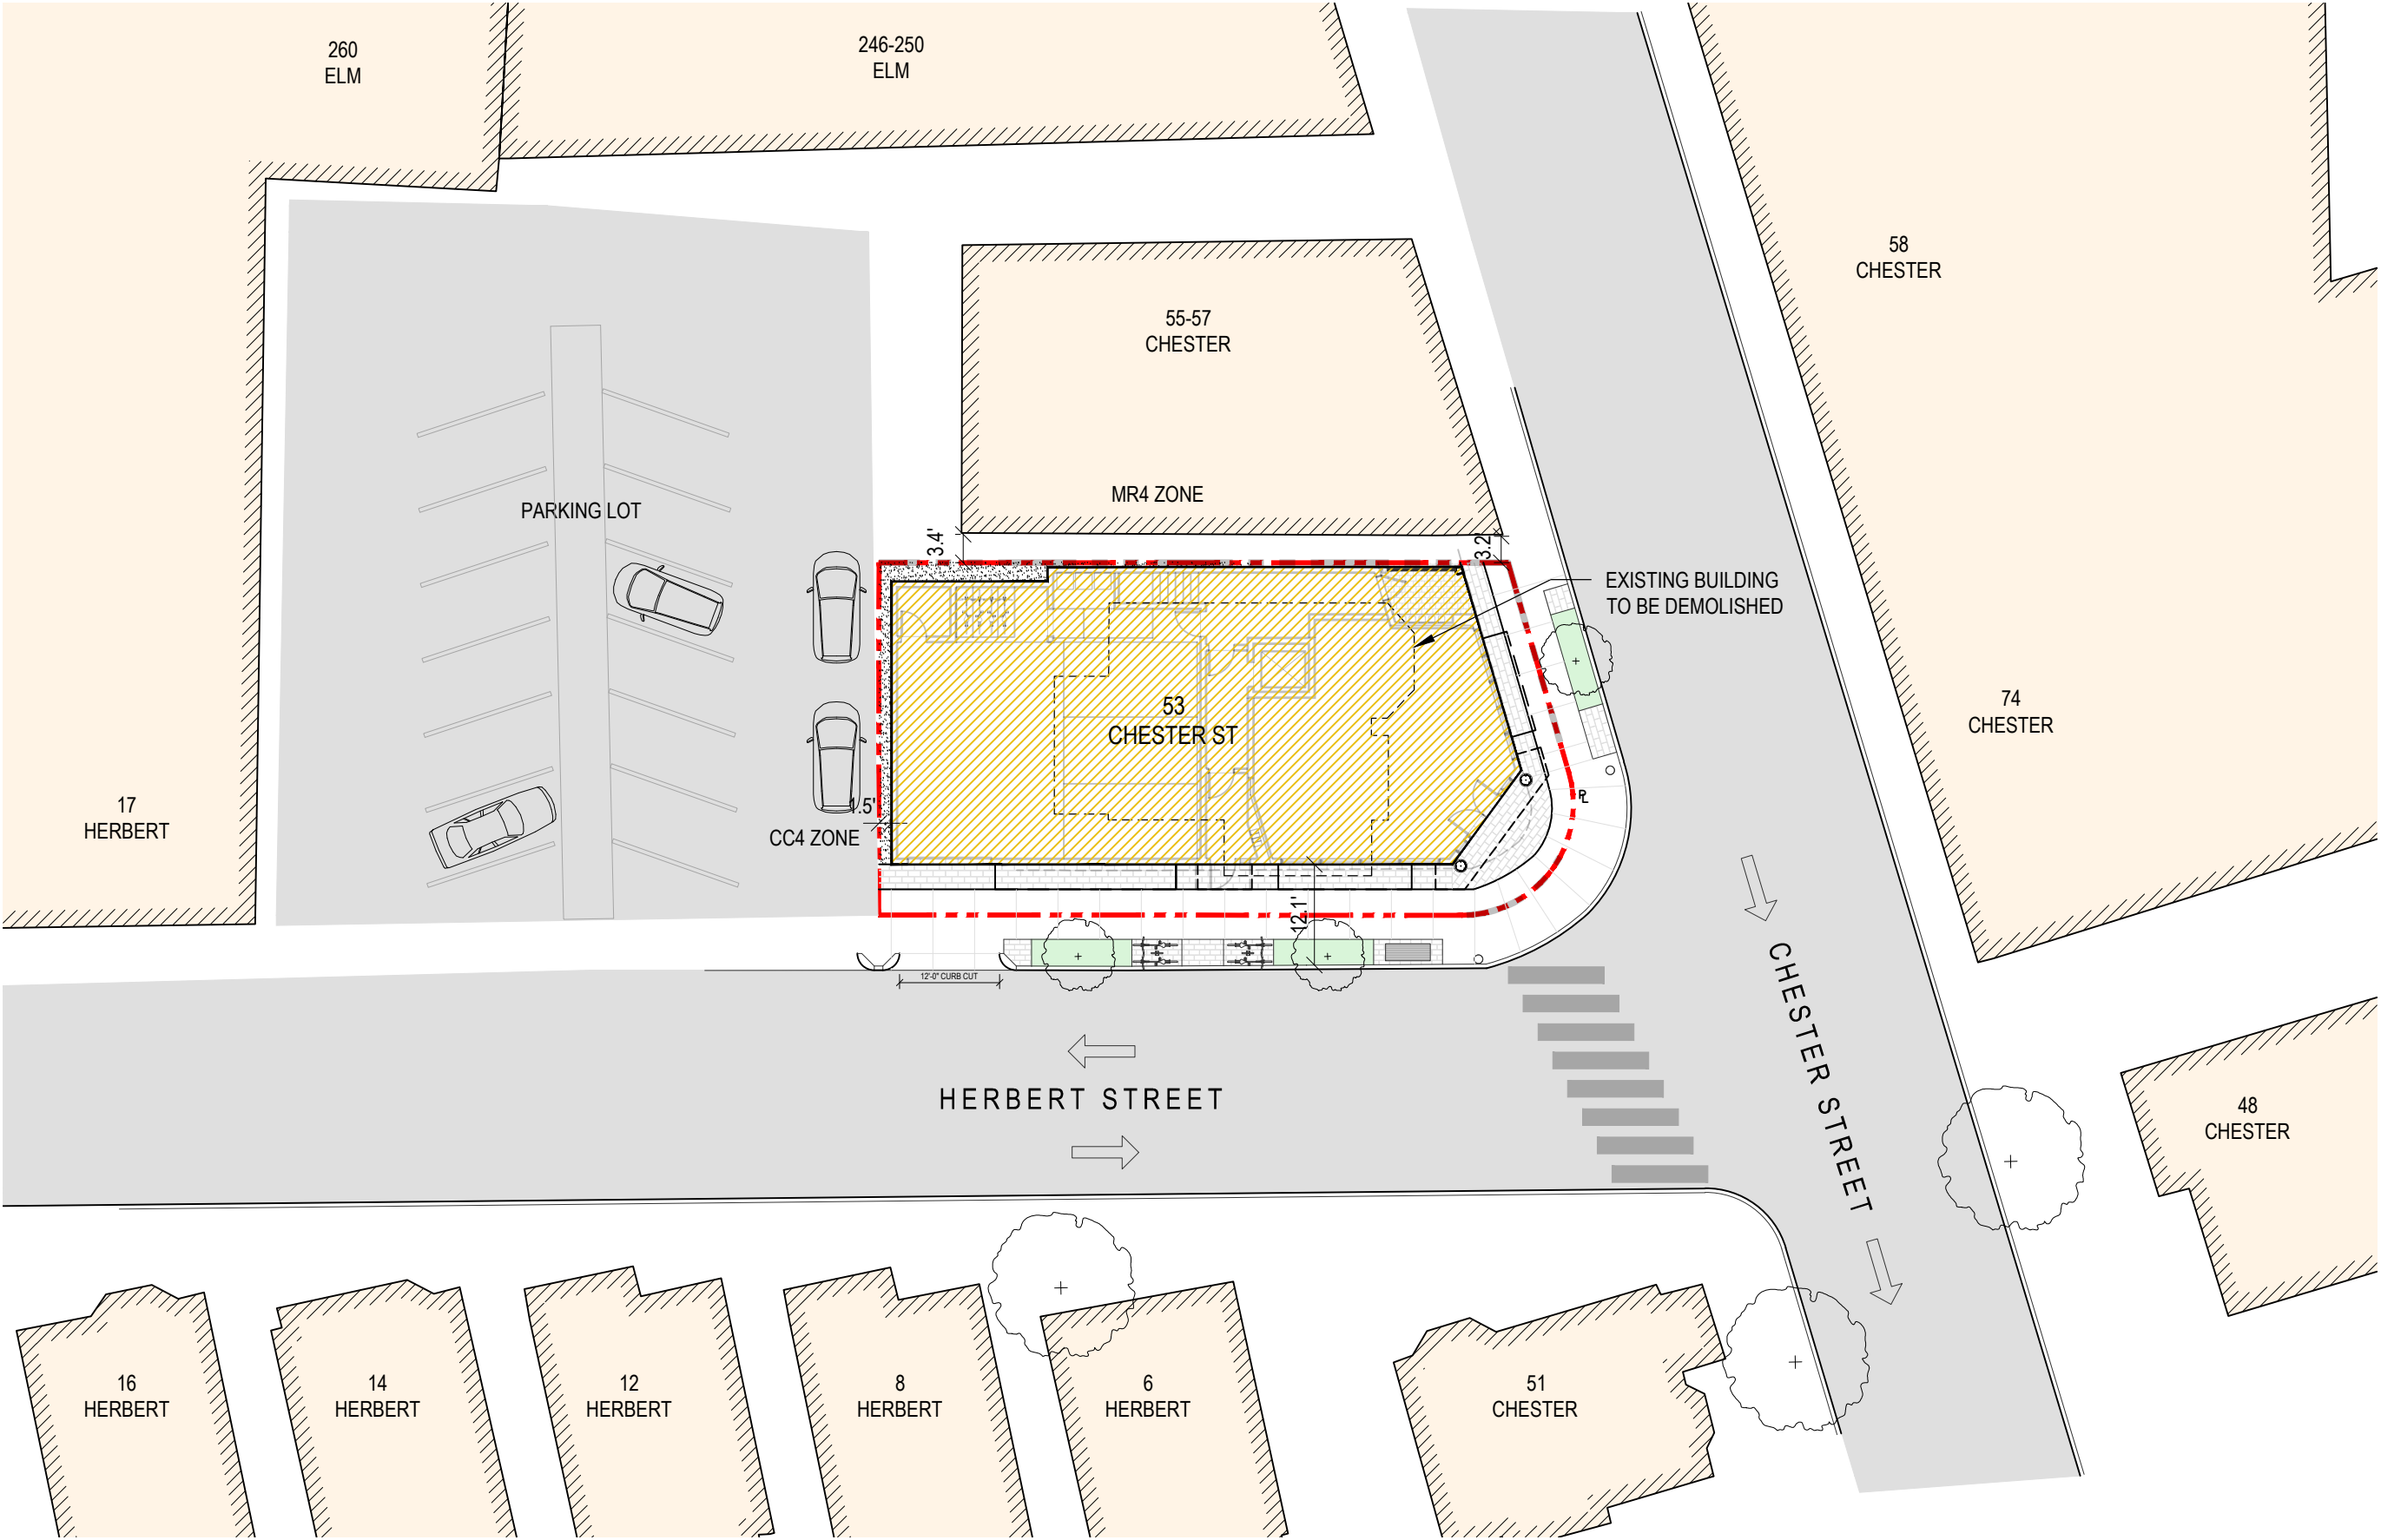 260
ELM
246-250
ELM
58
CHESTER
55-57
CHESTER
MR4 ZONE
PARKING LOT
3.4'
3.2'
EXISTING BUILDING
TO BE DEMOLISHED
53
CHESTER ST
74
CHESTER
17
HERBERT
1.5'
CC4 ZONE
PL
12.1'
12'-0" CURB CUT
HERBERT STREET
CHESTER STREET
48
CHESTER
16
HERBERT
14
HERBERT
12
HERBERT
8
HERBERT
6
HERBERT
51
CHESTER